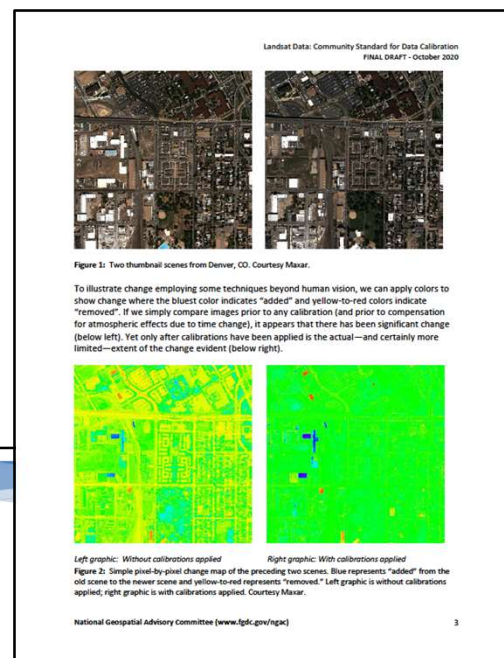 Landsat Data: Community Standard for Data Calibration
FINAL DRAFT - October 2020
Figure 1: Two thumbnail scenes from Denver, CO. Courtesy Maxar.
To illustrate change employing some techniques beyond human vision, we can apply colors to
show change where the bluest color indicates “added” and yellow-to-red colors indicate
“removed”. If we simply compare images prior to any calibration (and prior to compensation
for atmospheric effects due to time change), it appears that there has been significant change
(below left). Yet only after calibrations have been applied is the actual—and certainly more
limited—extent of the change evident (below right).
Left graphic: Without calibrations applied Right graphic: With calibrations applied
Figure 2: Simple pixel-by-pixel change map of the preceding two scenes. Blue represents “added” from the
old scene to the newer scene and yellow-to-red represents “removed.” Left graphic is without calibrations
applied; right graphic is with calibrations applied. Courtesy Maxar.
National Geospatial Advisory Committee (www.fgdc.gov/ngac) 3